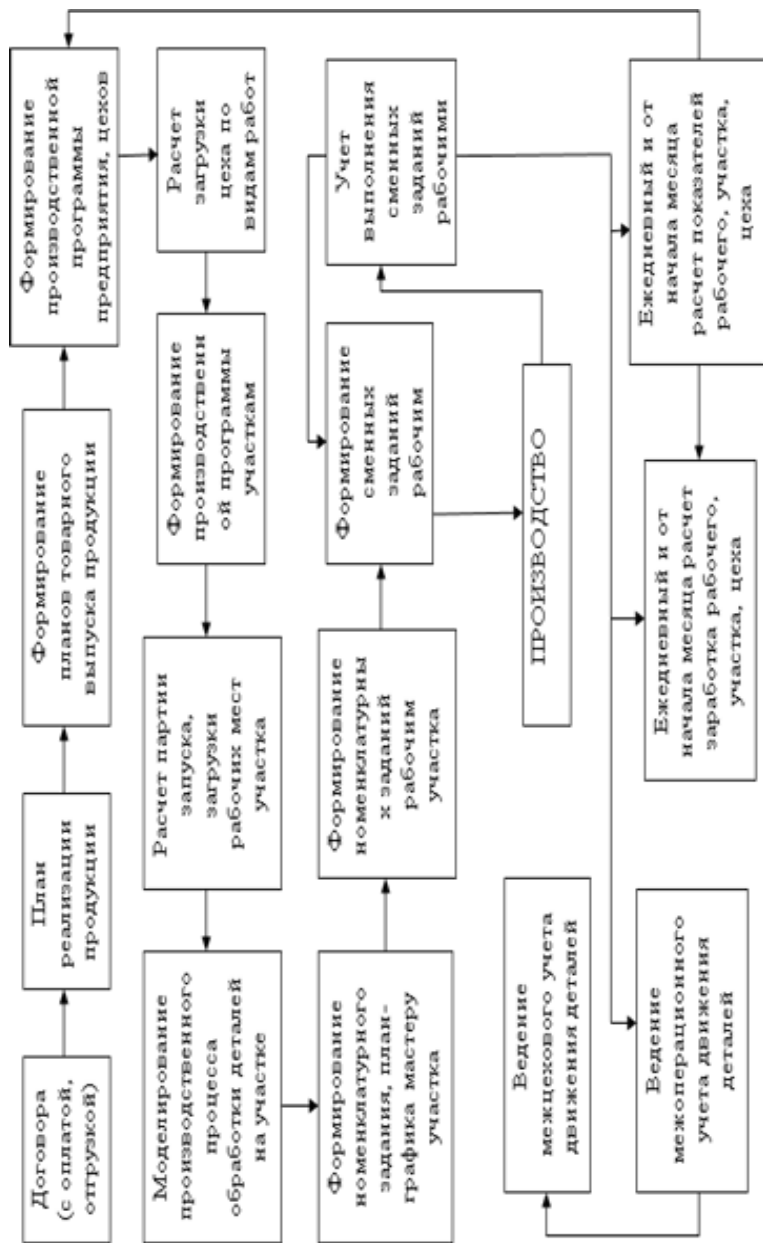 Договора
(с оплатой,
отгрузкой)
План
реализации
продукции
Формирование
планов товарного
выпуска продукции
Формирование
производственной
программы
предприятия, цехов
Моделирование
производственного
процесса
обработки деталей
на участке
Расчет партии
запуска,
загрузки
рабочих мест
участка
Формирование
производственн
ой программы
участкам
Расчет
загрузки
цеха по
видам работ
Формирование
номенклатурного
задания, план-
графика мастеру
участка
Формирование
номенклатурны
х заданий
рабочим
участка
Формирование
сменных
заданий
рабочим
Учет
выполнения
сменных
заданий
рабочими
ПРОИЗВОДСТВО
Ведение
межцехового учета
движения деталей
Ведение
межоперационного
учета движения
деталей
Ежедневный и от
начала месяца расчет
заработка рабочего,
участка, цеха
Ежедневный и от
начала месяца
расчет показателей
рабочего, участка,
цеха